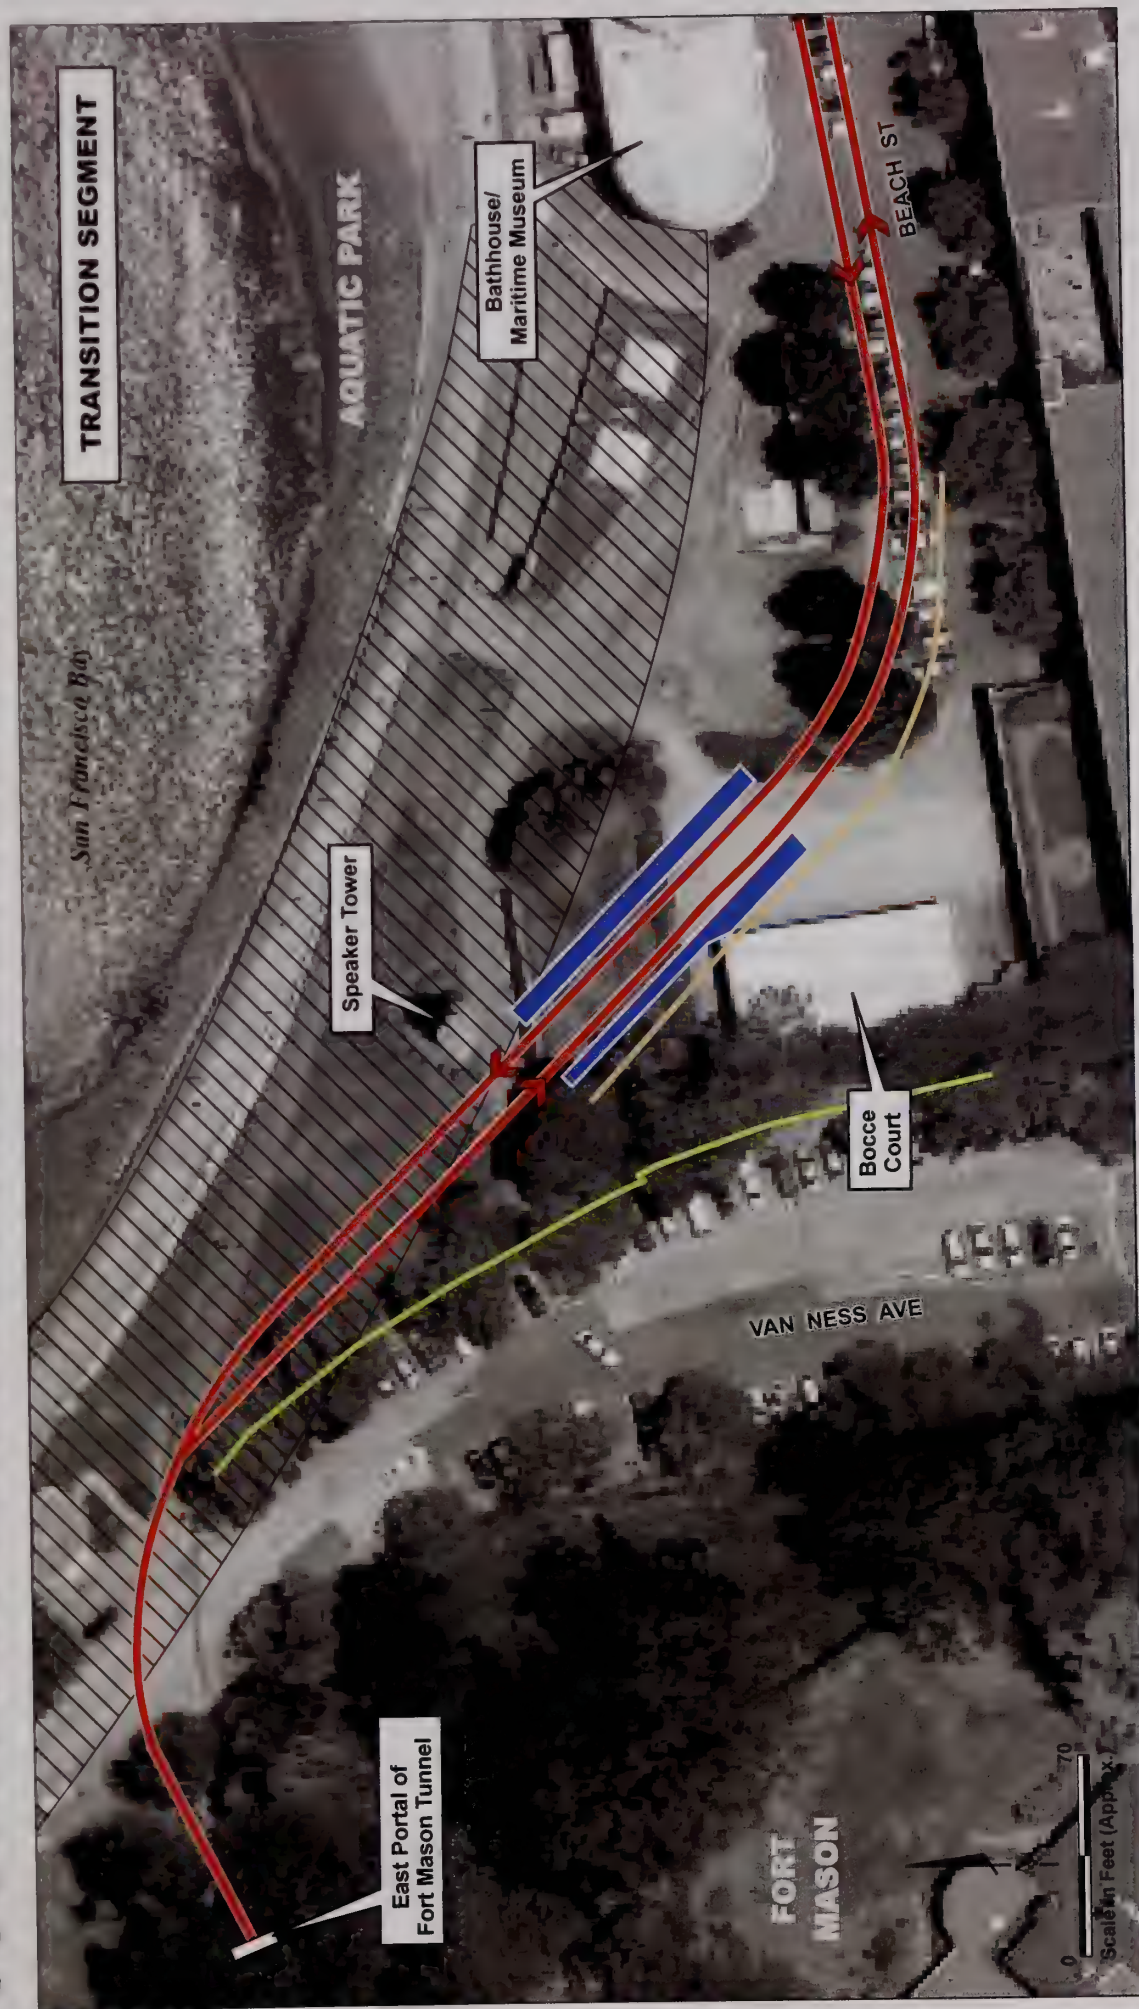 TRANSITION SEGMENT
San Francisco Bay
AQUATIC PARK
Bathhouse/
Maritime Museum
BEACH ST
Speaker Tower
Bocce
Court
VAN NESS AVE
East Portal of
Fort Mason Tunnel
FORT
MASON
0 70
Scale in Feet (Approx.)